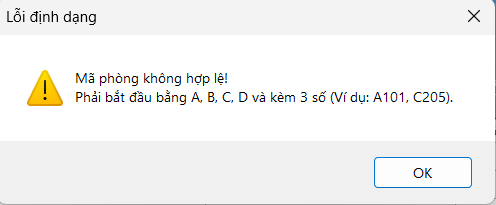 Lỗi định dạng
Mã phòng không hợp lệ!
Phải bắt đầu bằng A, B, C, D và kèm 3 số (Ví dụ: A101, C205).
OK